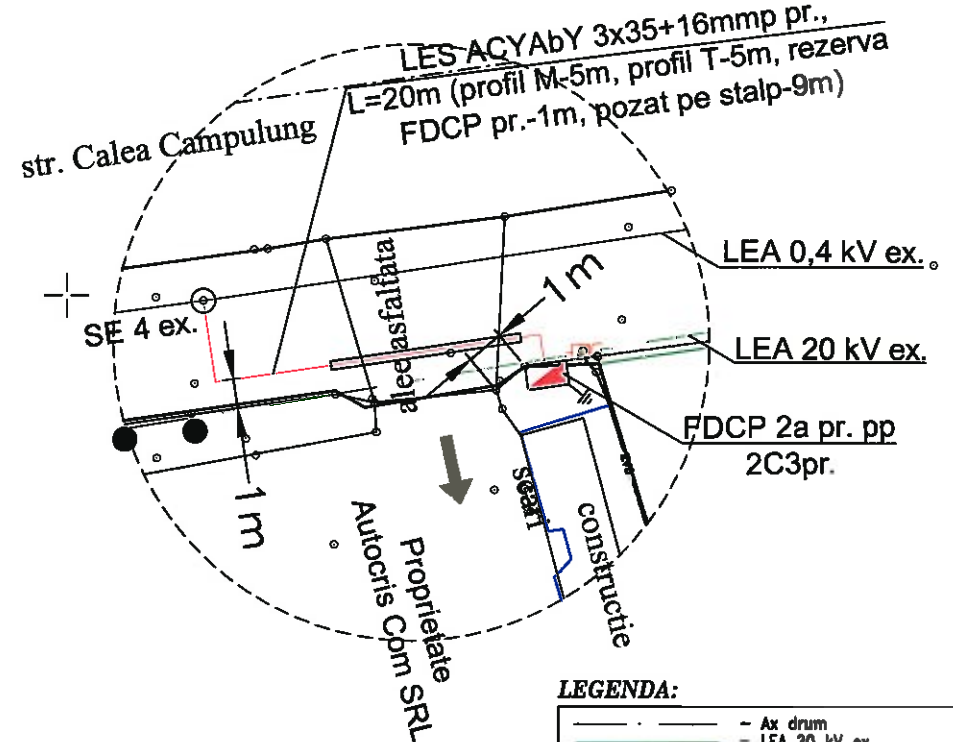 LES ACYAbY 3x35+16mmp pr.,
L=20m (profil M-5m, profil T-5m, rezerva
FDCP pr.-1m, pozat pe stalp-9m)
str. Calea Campulung
LEA 0,4 kV ex.
1m
SE 4 ex.
alee asfaltata
LEA 20 kV ex.
FDCP 2a pr. pp
2C3pr.
1m
scari
constructie
Proprietate
Autocris Com SRL
LEGENDA:
- Ax drum
- LEA 20 kV ex.